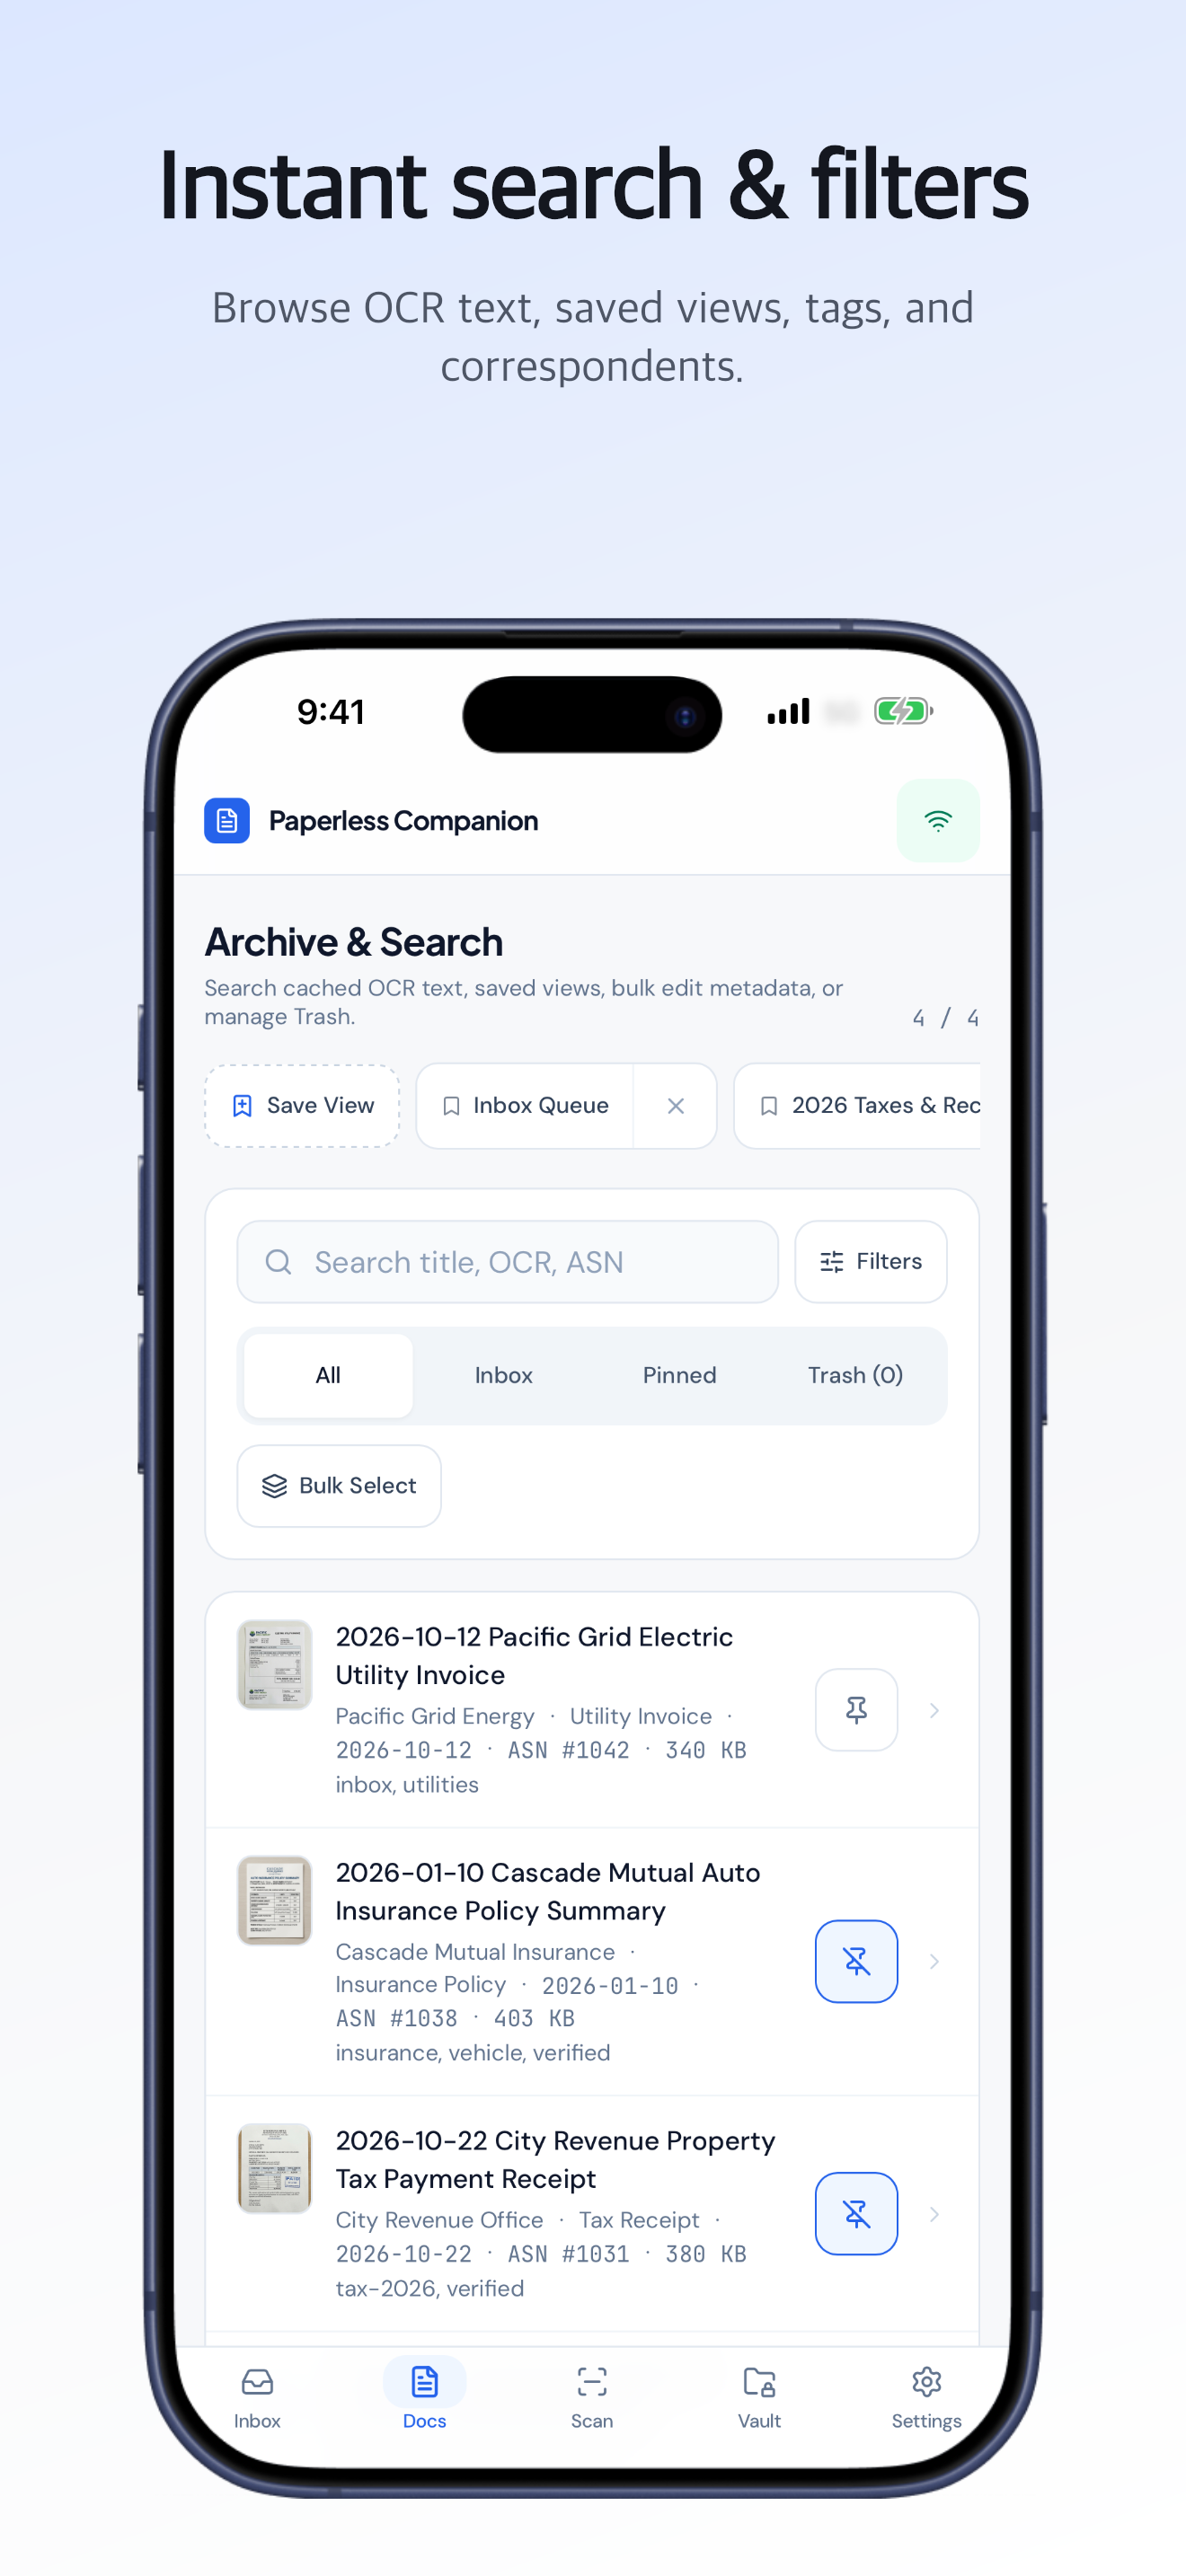 Instant search & filters
Browse OCR text, saved views, tags, and
correspondents.
9:41
Paperless Companion
Archive & Search
Search cached OCR text, saved views, bulk edit metadata, or
manage Trash.
4 / 4
Save View
Inbox Queue
2026 Taxes & Rec
Search title, OCR, ASN
Filters
All
Inbox
Pinned
Trash (0)
Bulk Select
2026-10-12 Pacific Grid Electric
Utility Invoice
Pacific Grid Energy · Utility Invoice ·
2026-10-12 · ASN #1042 · 340 KB
inbox, utilities
2026-01-10 Cascade Mutual Auto
Insurance Policy Summary
Cascade Mutual Insurance ·
Insurance Policy · 2026-01-10 ·
ASN #1038 · 403 KB
insurance, vehicle, verified
2026-10-22 City Revenue Property
Tax Payment Receipt
City Revenue Office · Tax Receipt ·
2026-10-22 · ASN #1031 · 380 KB
tax-2026, verified
Inbox
Docs
Scan
Vault
Settings